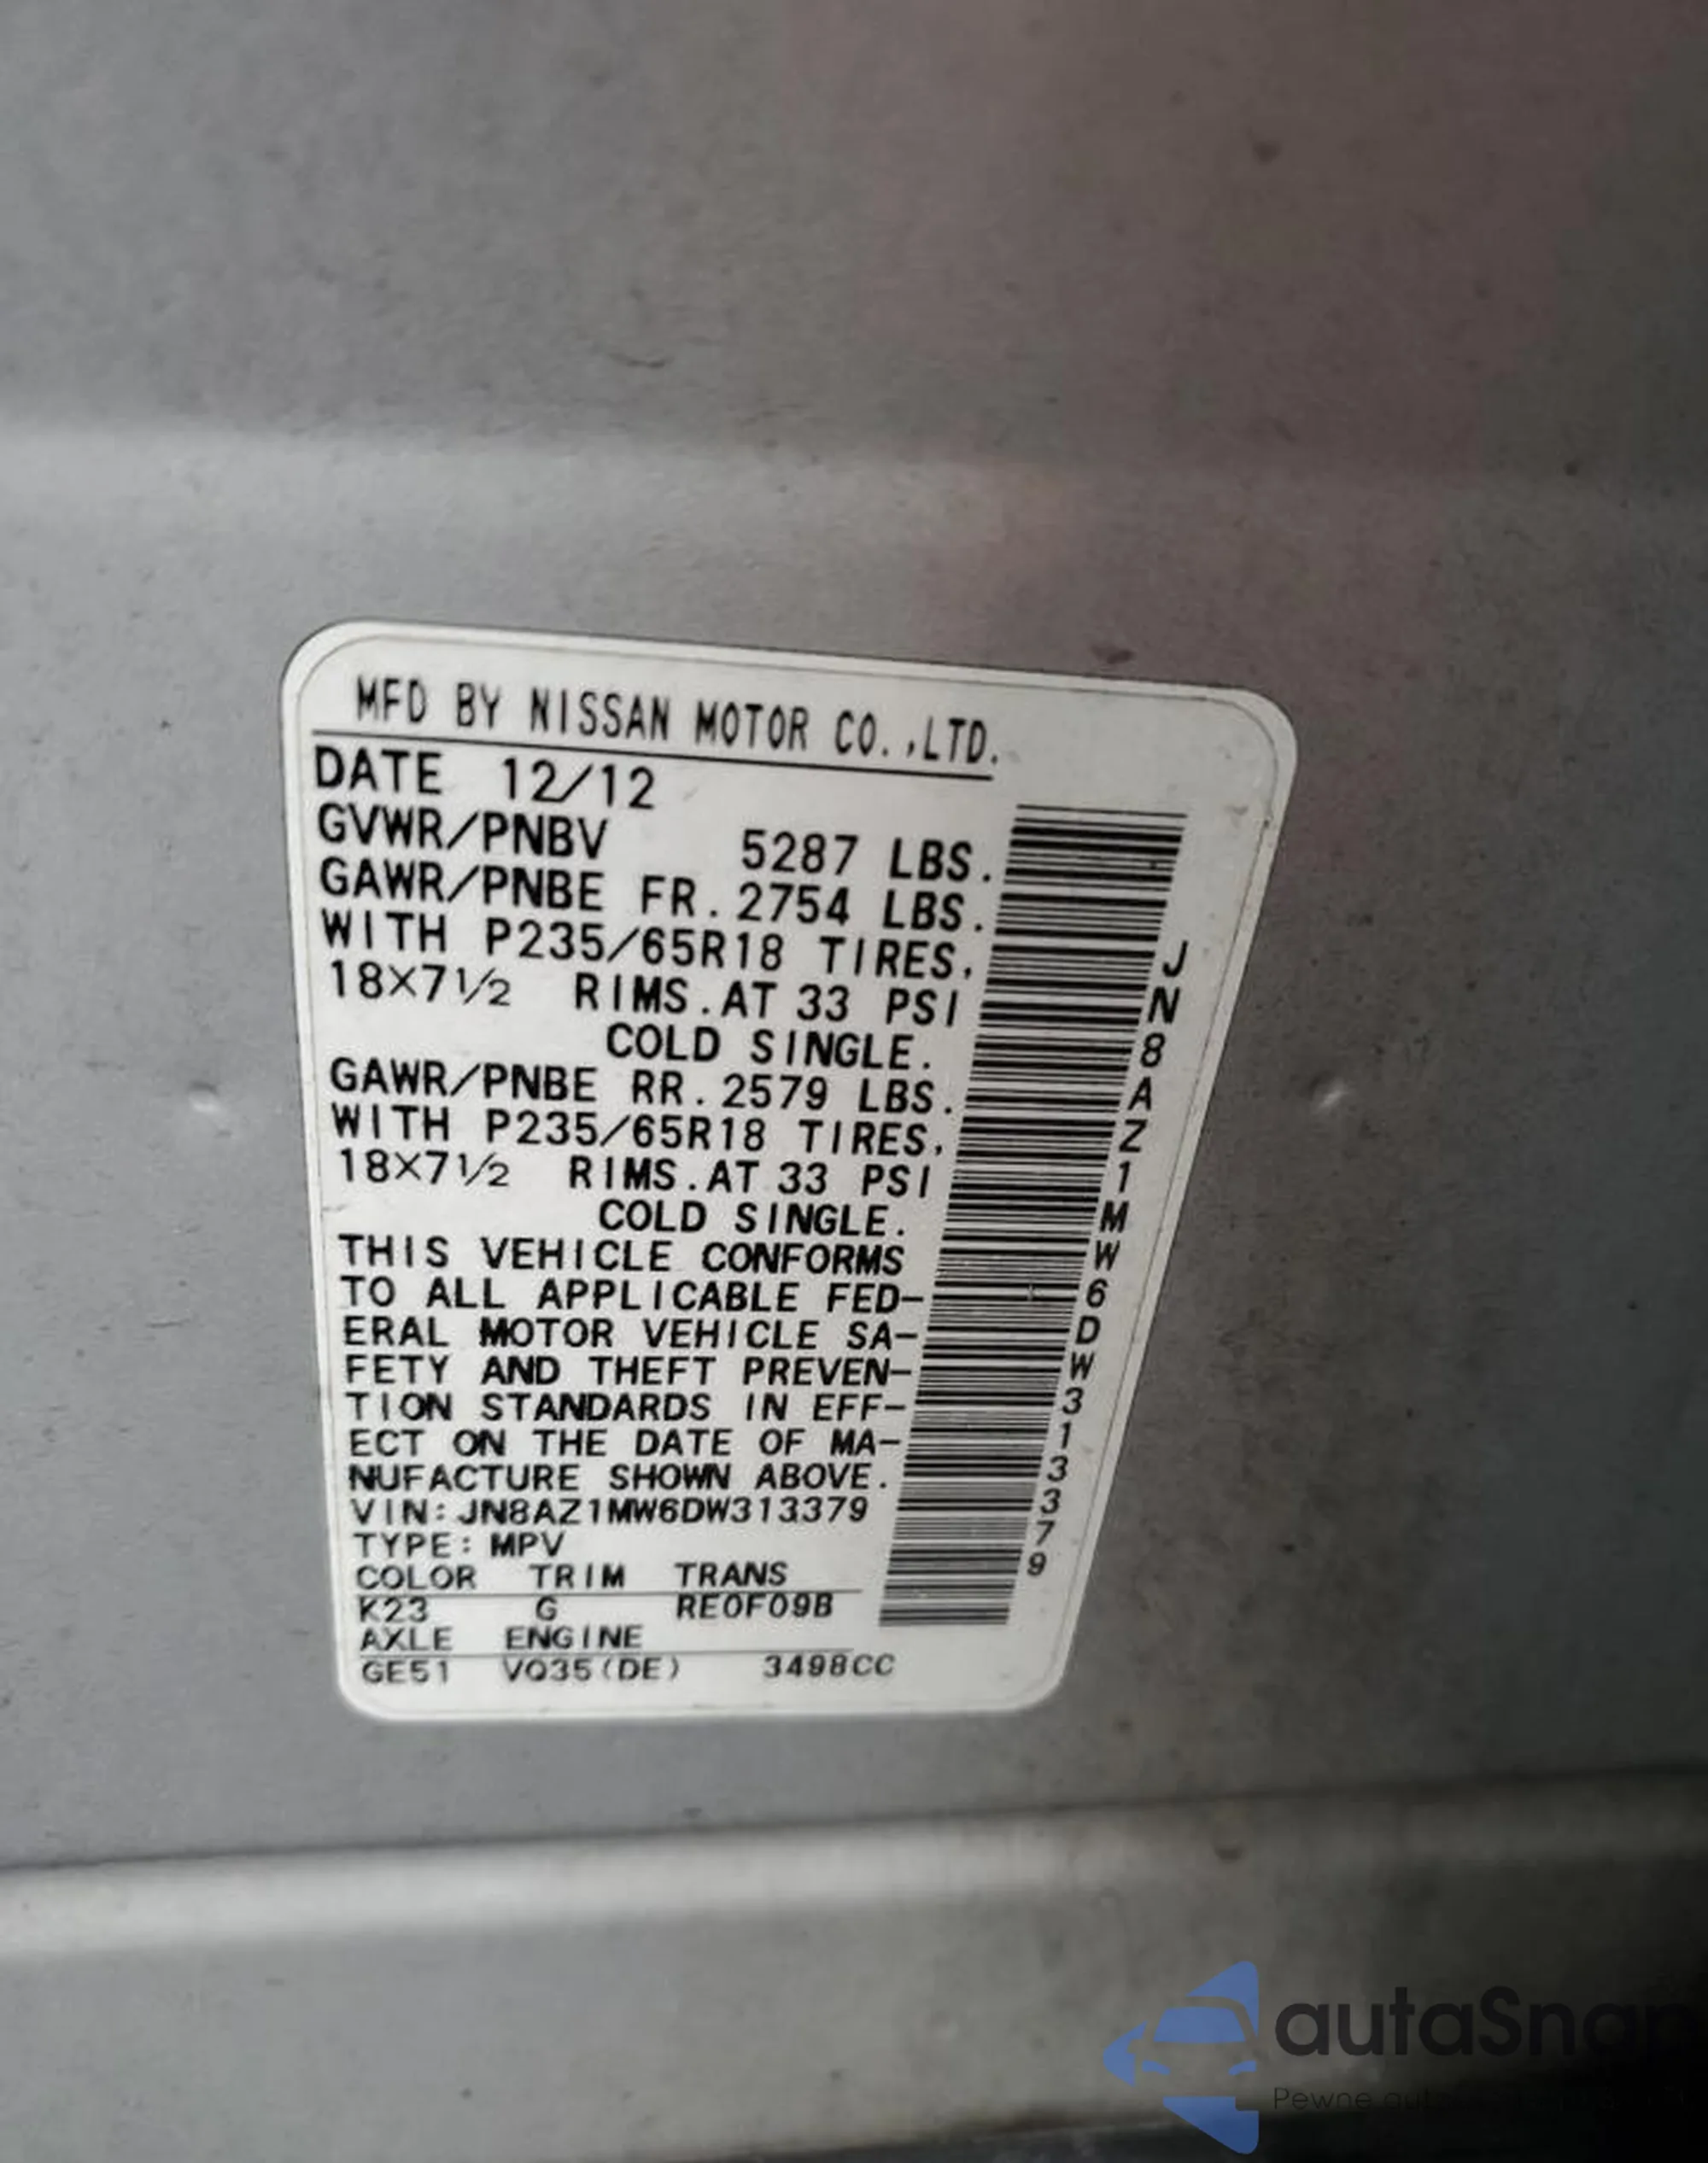 MFD BY NISSAN MOTOR CO.,LTD.
DATE 12/12
GVWR/PNBV 5287 LBS.
GAWR/PNBE FR. 2754 LBS.
WITH P235/65R18 TIRES,
18×7½ RIMS.AT 33 PSI
COLD SINGLE.
GAWR/PNBE RR. 2579 LBS.
WITH P235/65R18 TIRES,
18×7½ RIMS.AT 33 PSI
COLD SINGLE.
THIS VEHICLE CONFORMS
TO ALL APPLICABLE FED-
ERAL MOTOR VEHICLE SA-
FETY AND THEFT PREVEN-
TION STANDARDS IN EFF-
ECT ON THE DATE OF MA-
NUFACTURE SHOWN ABOVE.
VIN:JN8AZ1MW6DW313379
TYPE:MPV
COLOR TRIM TRANS
K23 G RE0F09B
AXLE ENGINE
GE51 VQ35(DE) 3498CC
JN8AZ1MW6DW313379
autaSna
Pewne